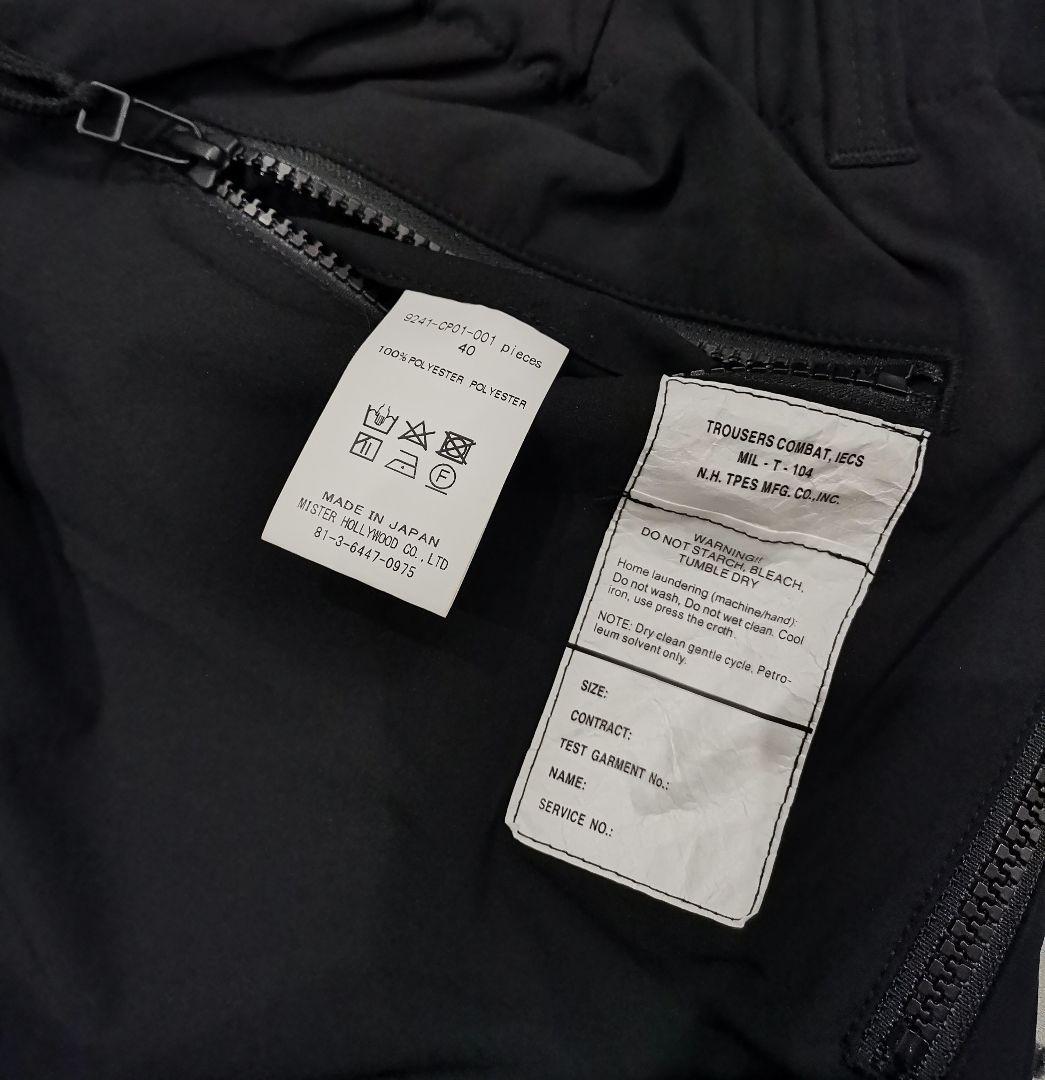 9241-CP01-001 pieces
40
100%POLYESTER POLYESTER
F
MADE IN JAPAN
MISTER HOLLYWOOD CO.,LTD
81-3-6447-0975
TROUSERS COMBAT, IECS
MIL - T - 104
N.H. TPES MFG. CO.,INC.
WARNING!!
DO NOT STARCH, BLEACH,
TUMBLE DRY
Home laundering (machine/hand):
Do not wash, Do not wet clean. Cool
iron, use press the croth.
NOTE: Dry clean gentle cycle, Petro-
leum solvent only.
SIZE:
CONTRACT:
TEST GARMENT No.:
NAME:
SERVICE NO.: